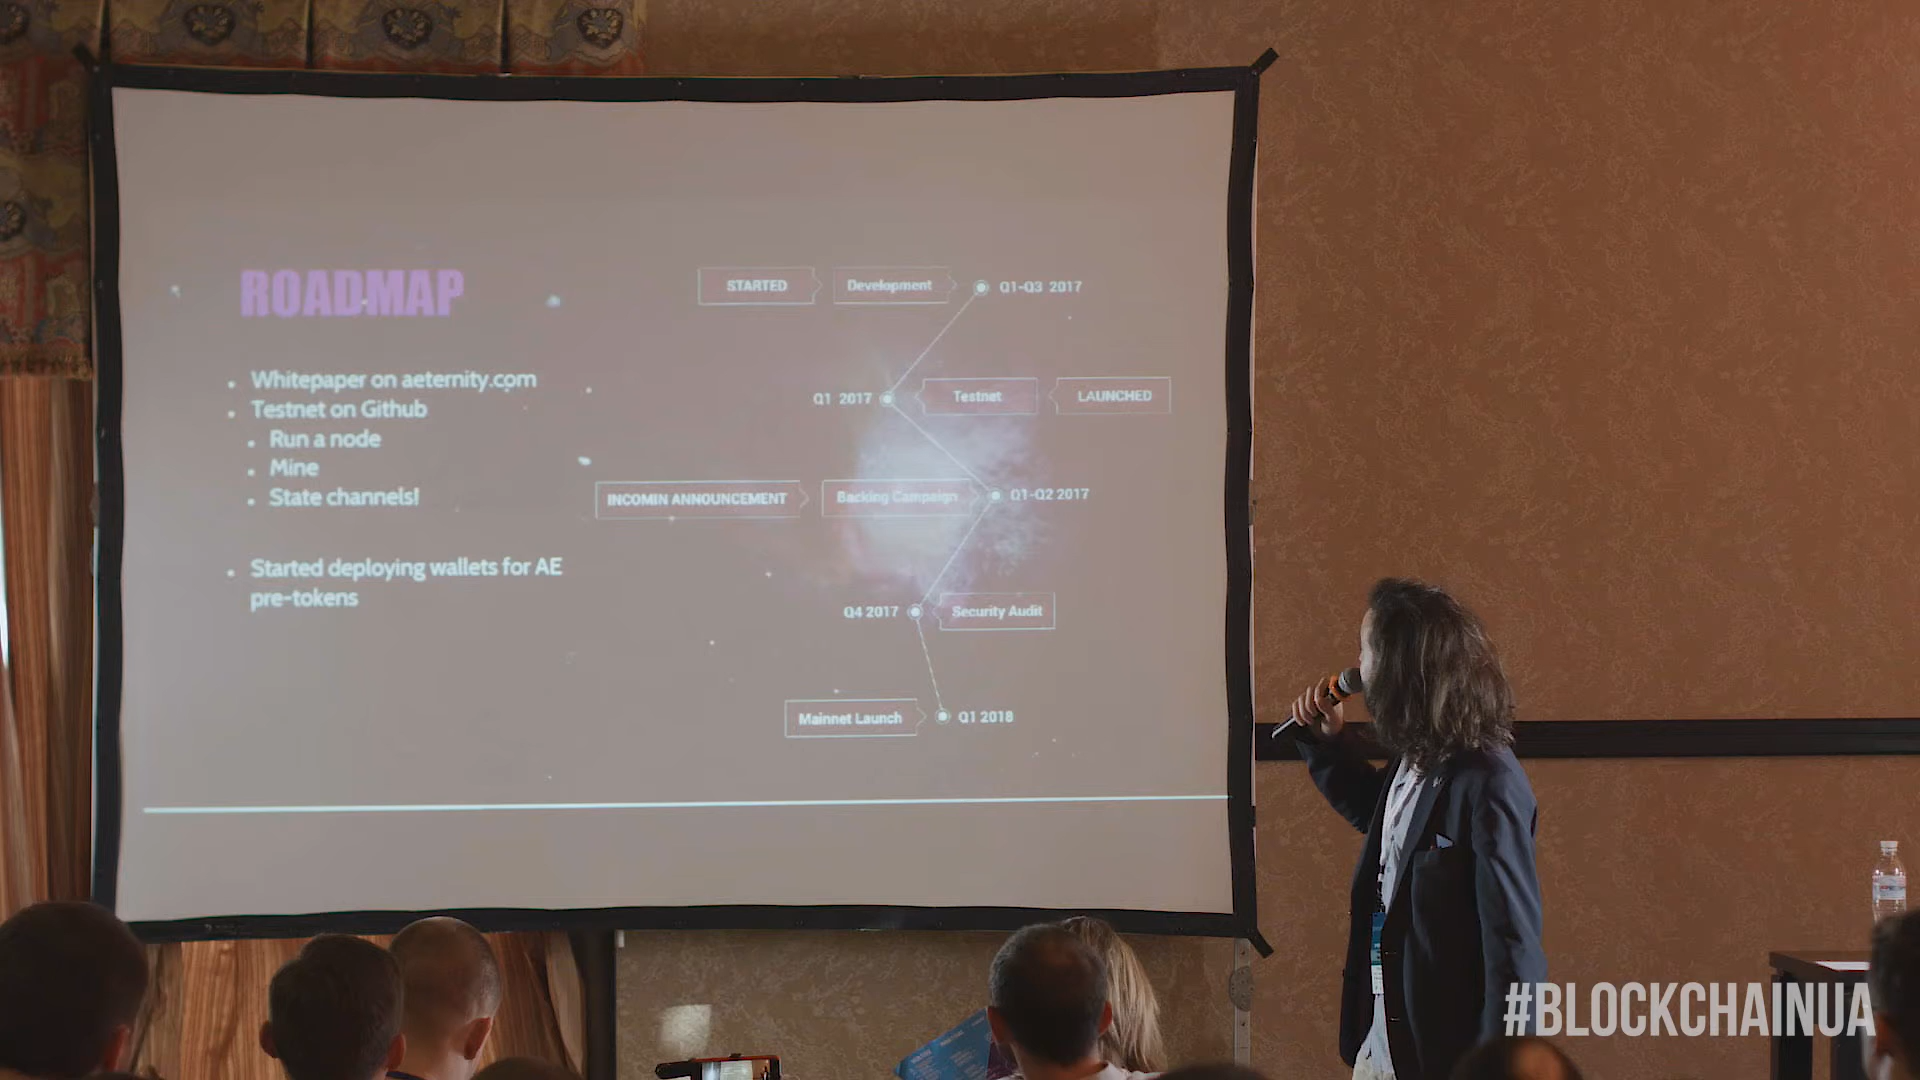 ROADMAP
• Whitepaper on aeternity.com
• Testnet on Github
• Run a node
• Mine
• State channels!
• Started deploying wallets for AE
pre-tokens
STARTED Development Q1-Q3 2017
Q1 2017 Testnet LAUNCHED
INCOMIN ANNOUNCEMENT Backing Campaign Q1-Q2 2017
Q4 2017 Security Audit
Mainnet Launch Q1 2018
#BLOCKCHAINUA